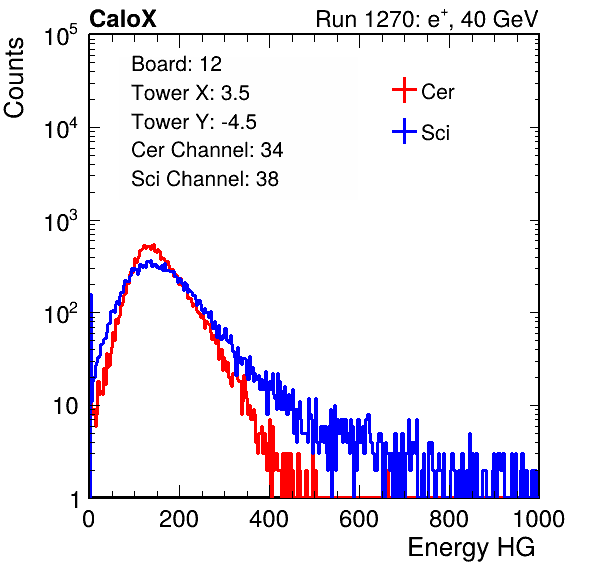 CaloX Run 1270: e⁺, 40 GeV
Counts
Board: 12
Tower X: 3.5
Tower Y: -4.5
Cer Channel: 34
Sci Channel: 38
Cer
Sci
10⁵
10⁴
10³
10²
10
1
0 200 400 600 800 1000
Energy HG